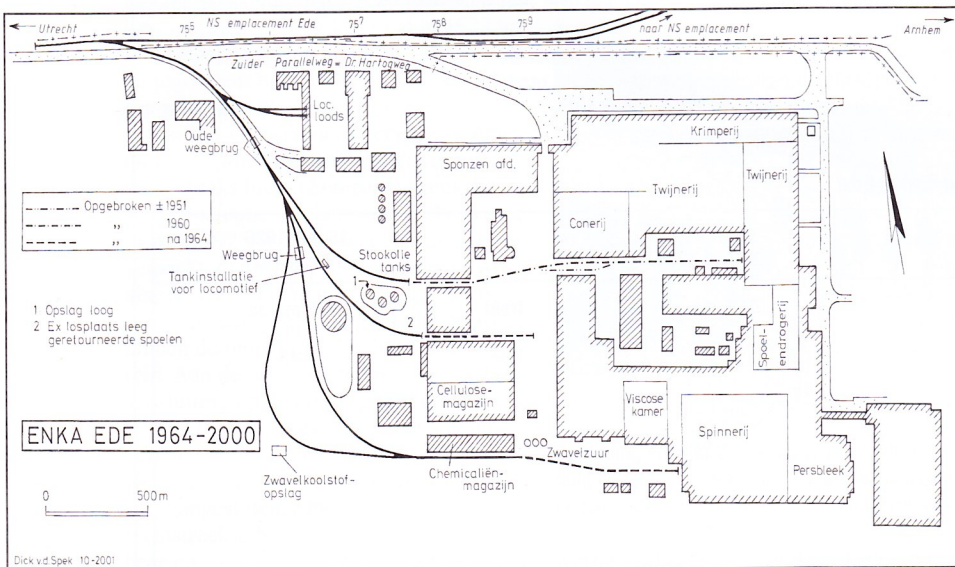 Utrecht
75⁶
NS emplacement Ede
75⁷
75⁸
75⁹
naar NS emplacement
Arnhem
Zuider Parallelweg = Dr. Hartogweg
Loc.
loods
Oude
weegbrug
Krimperij
Sponzen afd.
Twijnerij
Twijnerij
Conerij
Opgebroken ± 1951
„ 1960
„ na 1964
Weegbrug
Stookolie
tanks
Tankinstallatie
voor locomotief
1
1 Opslag loog
2 Ex losplaats leeg
geretourneerde spoelen
2
Spoelendrogerij
Cellulose-
magazijn
Viscose
kamer
ENKA EDE 1964-2000
Spinnerij
Zwavelzuur
Persbleek
Zwavelkoolstof-
opslag
Chemicaliën-
magazijn
0 500m
Dick v.d. Spek 10-2001